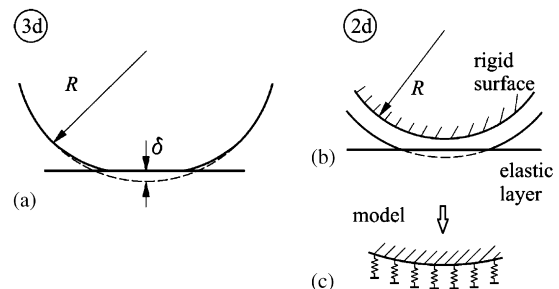 3d
R
δ
(a)
2d
R
rigid
surface
(b)
elastic
layer
model
(c)